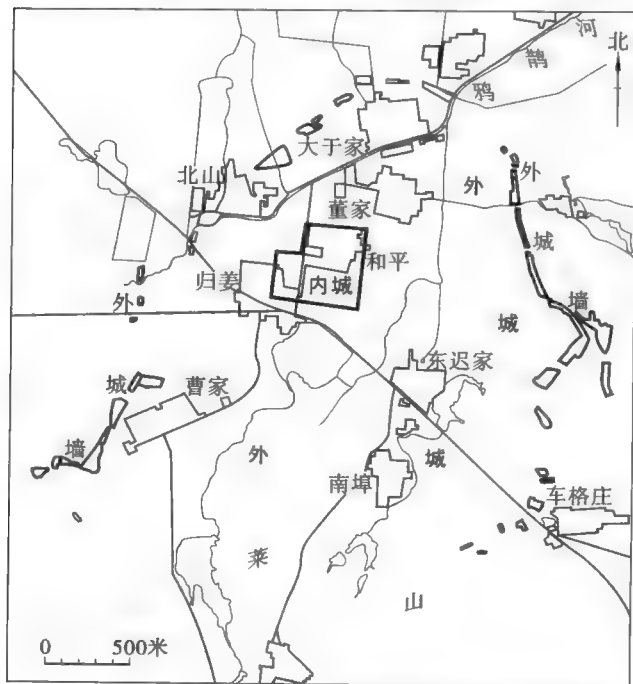 河
鹊
鸦
北
大于家
北山
外
外
董家
城
和平
归姜
内城
外
墙
城
东迟家
城
曹家
墙
外
城
南埠
车格庄
莱
山
0 500米